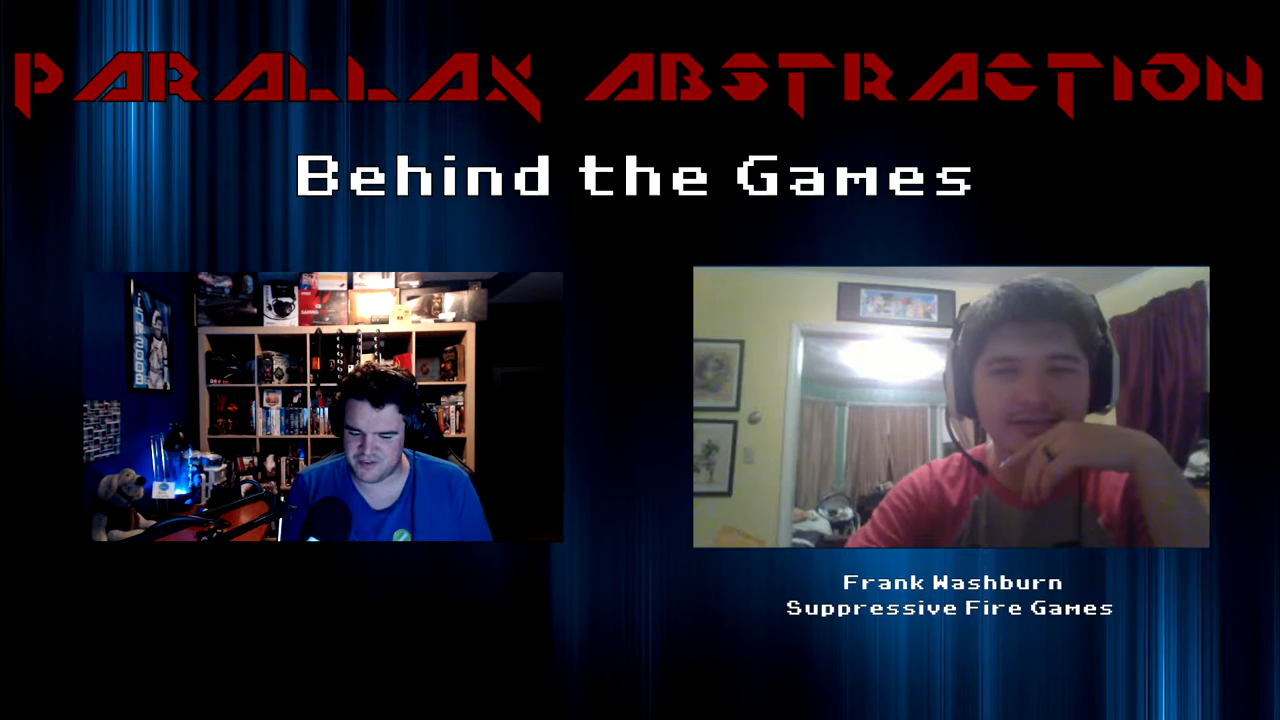 PARALLAX ABSTRACTION
Behind the Games
Frank Washburn
Suppressive Fire Games